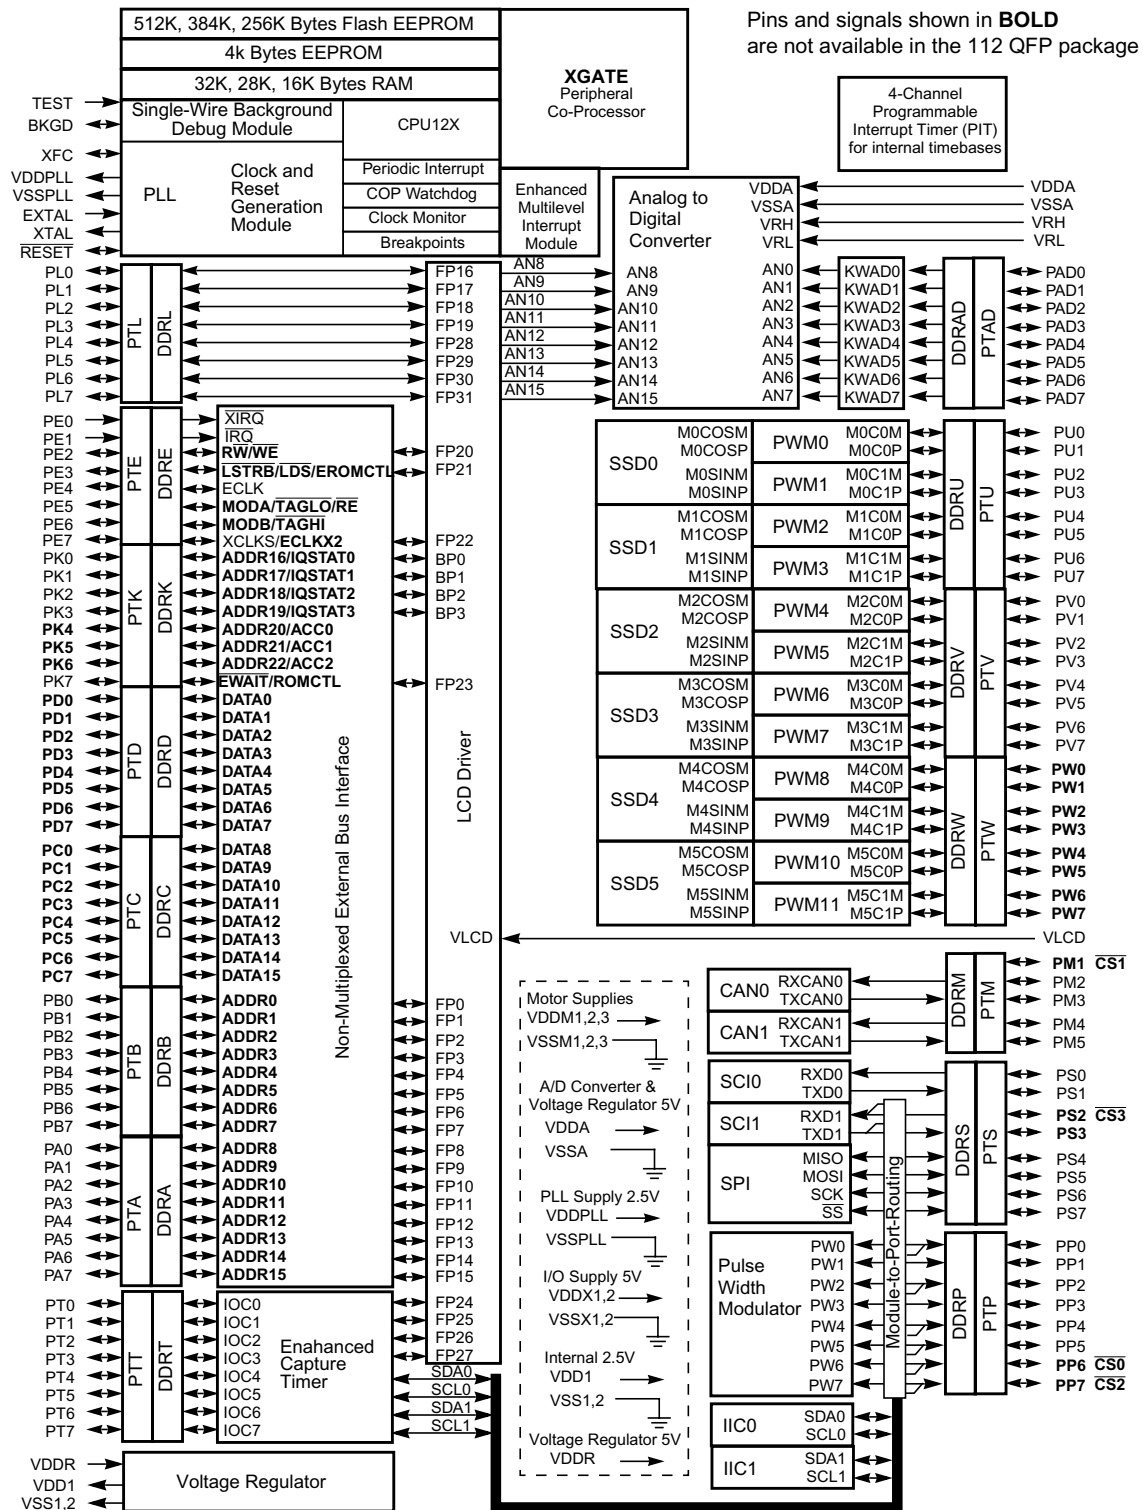 512K, 384K, 256K Bytes Flash EEPROM
4k Bytes EEPROM
32K, 28K, 16K Bytes RAM
XGATE
Peripheral
Co-Processor
Pins and signals shown in BOLD
are not available in the 112 QFP package
4-Channel
Programmable
Interrupt Timer (PIT)
for internal timebases
TEST
BKGD
XFC
VDDPLL
VSSPLL
EXTAL
XTAL
RESET
Single-Wire Background
Debug Module
CPU12X
PLL
Clock and
Reset
Generation
Module
Periodic Interrupt
COP Watchdog
Clock Monitor
Breakpoints
Enhanced
Multilevel
Interrupt
Module
Analog to
Digital
Converter
VDDA VDDA
VSSA VSSA
VRH VRH
VRL VRL
PL0 FP16 AN8 AN8 AN0 KWAD0 PAD0
PL1 FP17 AN9 AN9 AN1 KWAD1 PAD1
PL2 FP18 AN10 AN10 AN2 KWAD2 PAD2
PL3 FP19 AN11 AN11 AN3 KWAD3 PAD3
PL4 FP28 AN12 AN12 AN4 KWAD4 PAD4
PL5 FP29 AN13 AN13 AN5 KWAD5 PAD5
PL6 FP30 AN14 AN14 AN6 KWAD6 PAD6
PL7 FP31 AN15 AN15 AN7 KWAD7 PAD7
PTL
DDRL
DDRAD
PTAD
PE0 XIRQ
PE1 IRQ
PE2 RW/WE FP20
PE3 LSTRB/LDS/EROMCTL FP21
PE4 ECLK
PE5 MODA/TAGLO/RE
PE6 MODB/TAGHI
PE7 XCLKS/ECLKX2 FP22
PTE
DDRE
PK0 ADDR16/IQSTAT0 BP0
PK1 ADDR17/IQSTAT1 BP1
PK2 ADDR18/IQSTAT2 BP2
PK3 ADDR19/IQSTAT3 BP3
PK4 ADDR20/ACC0
PK5 ADDR21/ACC1
PK6 ADDR22/ACC2
PK7 EWAIT/ROMCTL FP23
PTK
DDRK
PD0 DATA0
PD1 DATA1
PD2 DATA2
PD3 DATA3
PD4 DATA4
PD5 DATA5
PD6 DATA6
PD7 DATA7
PTD
DDRD
PC0 DATA8
PC1 DATA9
PC2 DATA10
PC3 DATA11
PC4 DATA12
PC5 DATA13
PC6 DATA14
PC7 DATA15
PTC
DDRC
PB0 ADDR0 FP0
PB1 ADDR1 FP1
PB2 ADDR2 FP2
PB3 ADDR3 FP3
PB4 ADDR4 FP4
PB5 ADDR5 FP5
PB6 ADDR6 FP6
PB7 ADDR7 FP7
PTB
DDRB
PA0 ADDR8 FP8
PA1 ADDR9 FP9
PA2 ADDR10 FP10
PA3 ADDR11 FP11
PA4 ADDR12 FP12
PA5 ADDR13 FP13
PA6 ADDR14 FP14
PA7 ADDR15 FP15
PTA
DDRA
Non-Multiplexed External Bus Interface
LCD Driver
PT0 IOC0 FP24
PT1 IOC1 FP25
PT2 IOC2 FP26
PT3 IOC3 FP27
PT4 IOC4 SDA0
PT5 IOC5 SCL0
PT6 IOC6 SDA1
PT7 IOC7 SCL1
PTT
DDRT
Enahanced
Capture
Timer
VDDR
VDD1
VSS1,2
Voltage Regulator
SSD0
M0COSM PWM0 M0C0M PU0
M0COSP M0C0P PU1
M0SINM PWM1 M0C1M PU2
M0SINP M0C1P PU3
SSD1
M1COSM PWM2 M1C0M PU4
M1COSP M1C0P PU5
M1SINM PWM3 M1C1M PU6
M1SINP M1C1P PU7
DDRU
PTU
SSD2
M2COSM PWM4 M2C0M PV0
M2COSP M2C0P PV1
M2SINM PWM5 M2C1M PV2
M2SINP M2C1P PV3
SSD3
M3COSM PWM6 M3C0M PV4
M3COSP M3C0P PV5
M3SINM PWM7 M3C1M PV6
M3SINP M3C1P PV7
DDRV
PTV
SSD4
M4COSM PWM8 M4C0M PW0
M4COSP M4C0P PW1
M4SINM PWM9 M4C1M PW2
M4SINP M4C1P PW3
SSD5
M5COSM PWM10 M5C0M PW4
M5COSP M5C0P PW5
M5SINM PWM11 M5C1M PW6
M5SINP M5C1P PW7
DDRW
PTW
VLCD VLCD
PM1 CS1
CAN0 RXCAN0 PM2
TXCAN0 PM3
CAN1 RXCAN1 PM4
TXCAN1 PM5
DDRM
PTM
SCI0 RXD0 PS0
TXD0 PS1
SCI1 RXD1 PS2 CS3
TXD1 PS3
SPI
MISO PS4
MOSI PS5
SCK PS6
SS PS7
DDRS
PTS
Module-to-Port-Routing
Pulse
Width
Modulator
PW0 PP0
PW1 PP1
PW2 PP2
PW3 PP3
PW4 PP4
PW5 PP5
PW6 PP6 CS0
PW7 PP7 CS2
DDRP
PTP
IIC0 SDA0
SCL0
IIC1 SDA1
SCL1
Motor Supplies
VDDM1,2,3
VSSM1,2,3
A/D Converter &
Voltage Regulator 5V
VDDA
VSSA
PLL Supply 2.5V
VDDPLL
VSSPLL
I/O Supply 5V
VDDX1,2
VSSX1,2
Internal 2.5V
VDD1
VSS1,2
Voltage Regulator 5V
VDDR